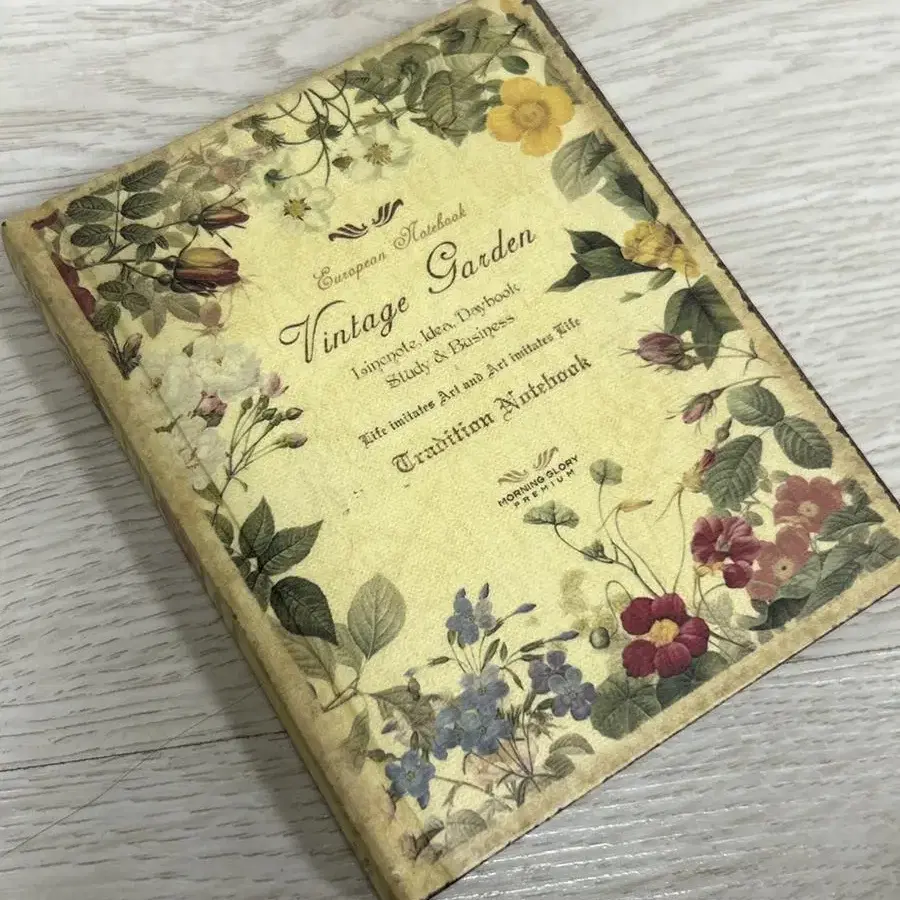 European Notebook
Vintage Garden
Linenote, Idea, Daybook
Study & Business
Life imitates Art and Art imitates Life
Tradition Notebook
MORNING GLORY
PREMIUM